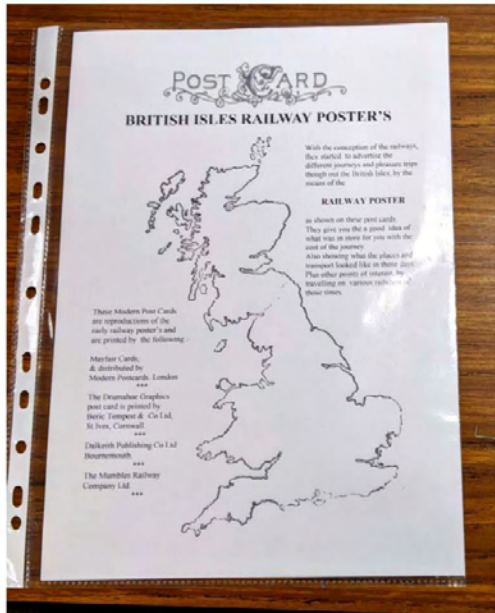 POST CARD
BRITISH ISLES RAILWAY POSTER'S
With the conception of the railways,
they started to advertise the
different journeys and pleasure trips
though out the British Isles, by the
means of the
RAILWAY POSTER
as shown on these post cards
They give you the a good idea of
what was in store for you with the
cost of the journey
Also showing what the places and
transport looked like in those days
Plus other points of interest, by
travelling on various railways of
those times.
These Modern Post Cards
are reproductions of the
early railway poster's and
are printed by the following :-
Mayfair Cards,
& distributed by
Modern Postcards. London
***
The Drumahoe Graphics
post card is printed by
Beric Tempest & Co Ltd,
St Ives, Cornwall
***
Dalkeith Publishing Co Ltd
Bournemouth
***
The Mumbles Railway
Company Ltd.
***